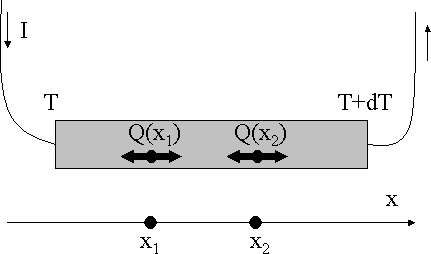 I
T T+dT
Q(x₁) Q(x₂)
x
x₁ x₂